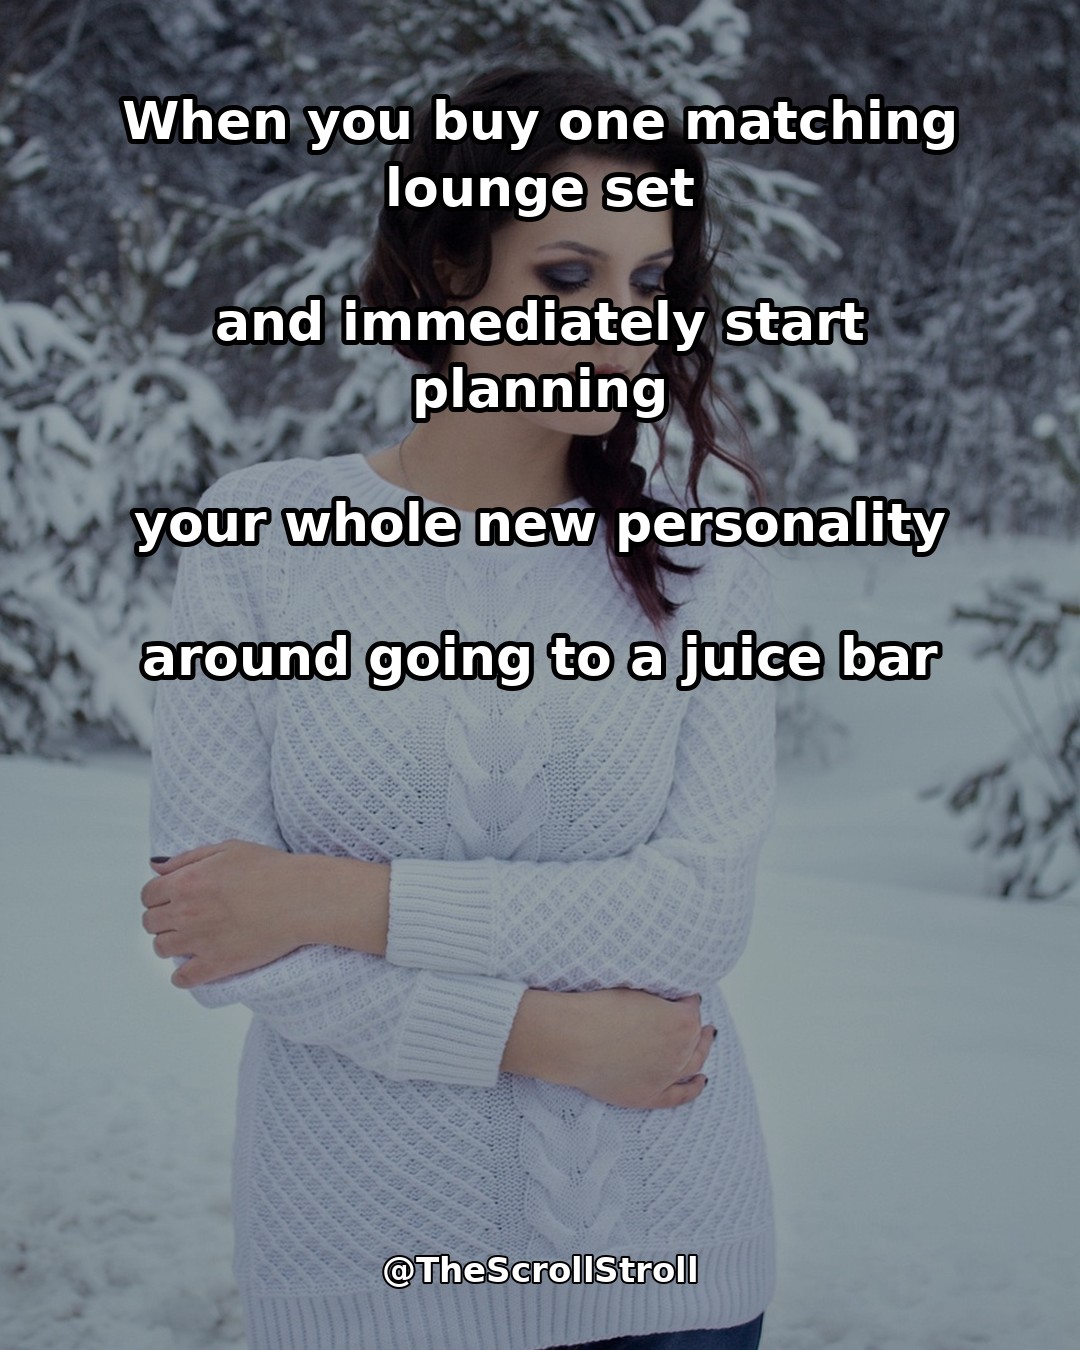 When you buy one matching
lounge set
and immediately start
planning
your whole new personality
around going to a juice bar
@TheScrollStroll